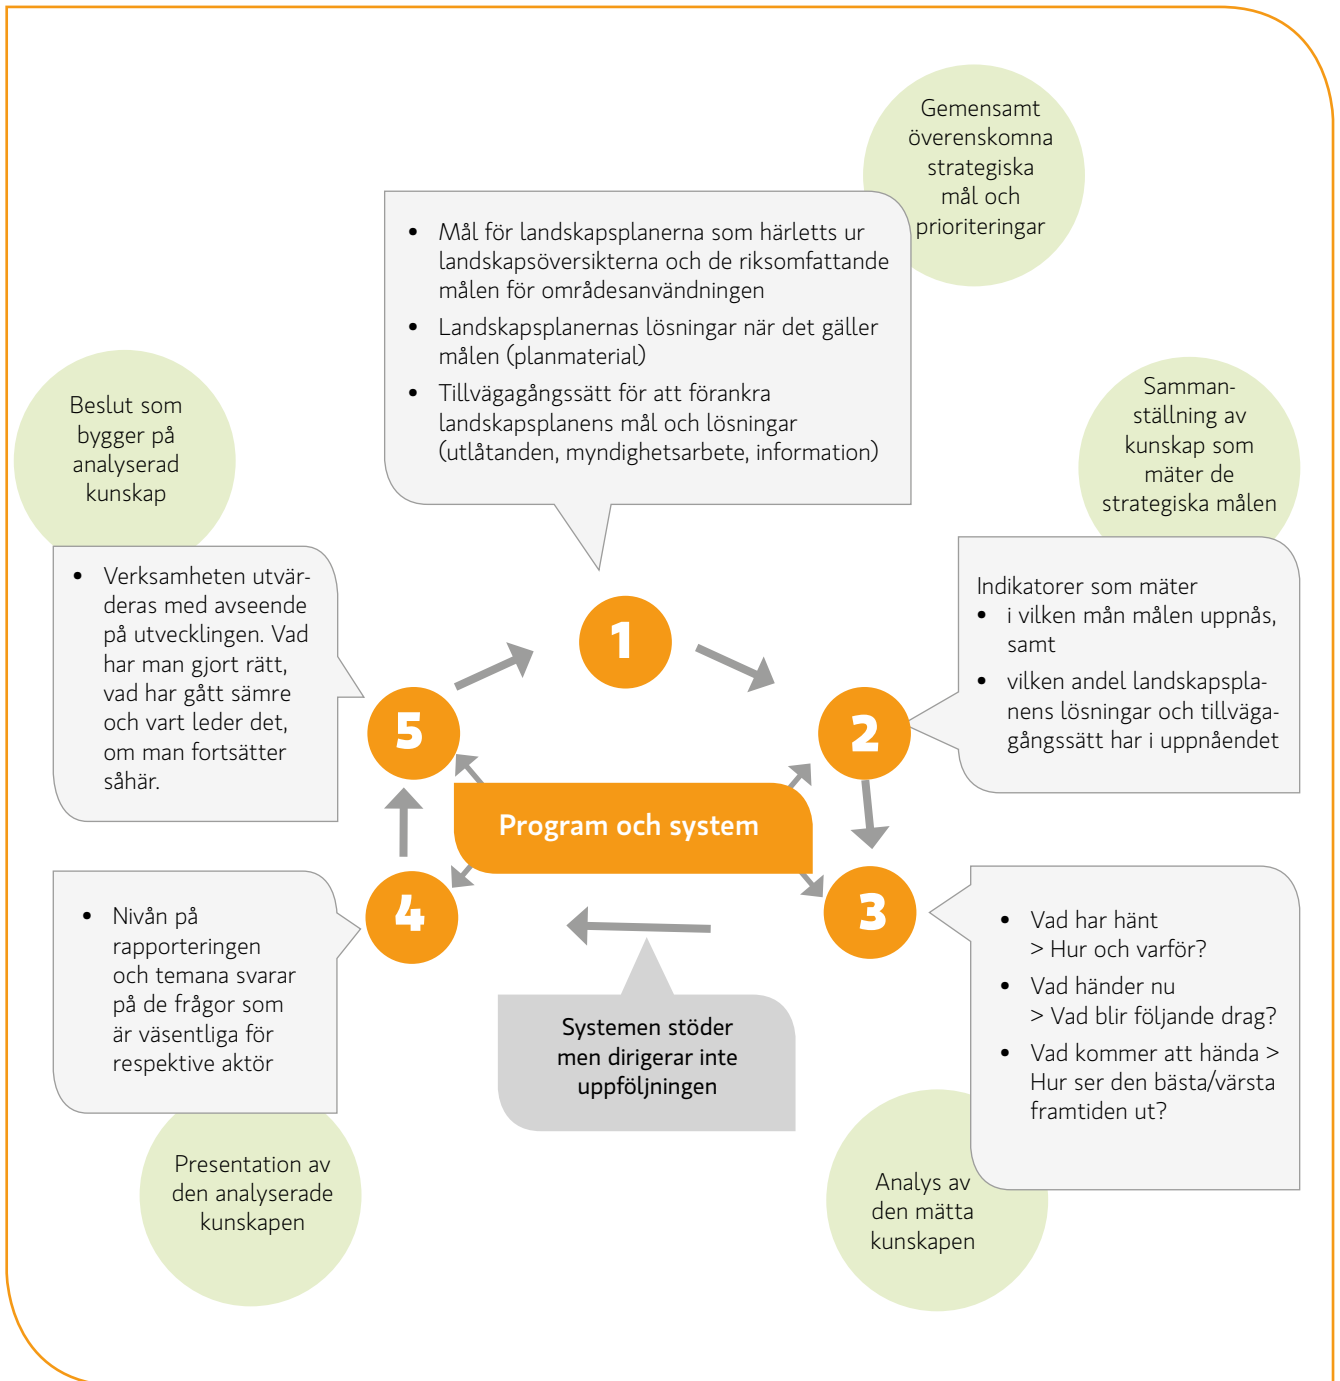 Gemensamt
överenskomna
strategiska
mål och
prioriteringar
• Mål för landskapsplanerna som härletts ur
landskapsöversikterna och de riksomfattande
målen för områdesanvändningen
• Landskapsplanernas lösningar när det gäller
målen (planmaterial)
• Tillvägagångssätt för att förankra
landskapsplanens mål och lösningar
(utlåtanden, myndighetsarbete, information)
1
Samman-
ställning av
kunskap som
mäter de
strategiska målen
Indikatorer som mäter
• i vilken mån målen uppnås,
samt
• vilken andel landskapspla-
nens lösningar och tillväga-
gångssätt har i uppnåendet
2
3
• Vad har hänt
> Hur och varför?
• Vad händer nu
> Vad blir följande drag?
• Vad kommer att hända >
Hur ser den bästa/värsta
framtiden ut?
Analys av
den mätta
kunskapen
Program och system
Systemen stöder
men dirigerar inte
uppföljningen
4
• Nivån på
rapporteringen
och temana svarar
på de frågor som
är väsentliga för
respektive aktör
Presentation av
den analyserade
kunskapen
5
Beslut som
bygger på
analyserad
kunskap
• Verksamheten utvär-
deras med avseende
på utvecklingen. Vad
har man gjort rätt,
vad har gått sämre
och vart leder det,
om man fortsätter
såhär.